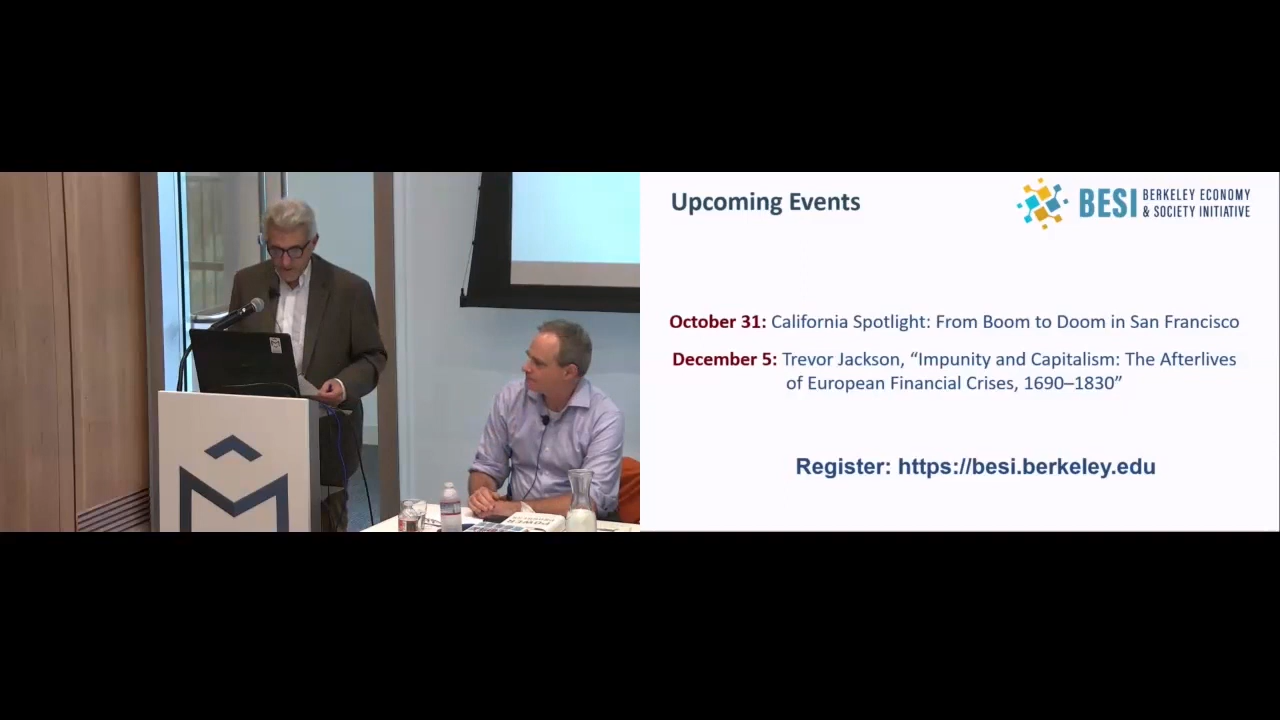 Upcoming Events
BESI
BERKELEY ECONOMY
& SOCIETY INITIATIVE
October 31: California Spotlight: From Boom to Doom in San Francisco
December 5: Trevor Jackson, “Impunity and Capitalism: The Afterlives
of European Financial Crises, 1690–1830”
Register: https://besi.berkeley.edu
POWER